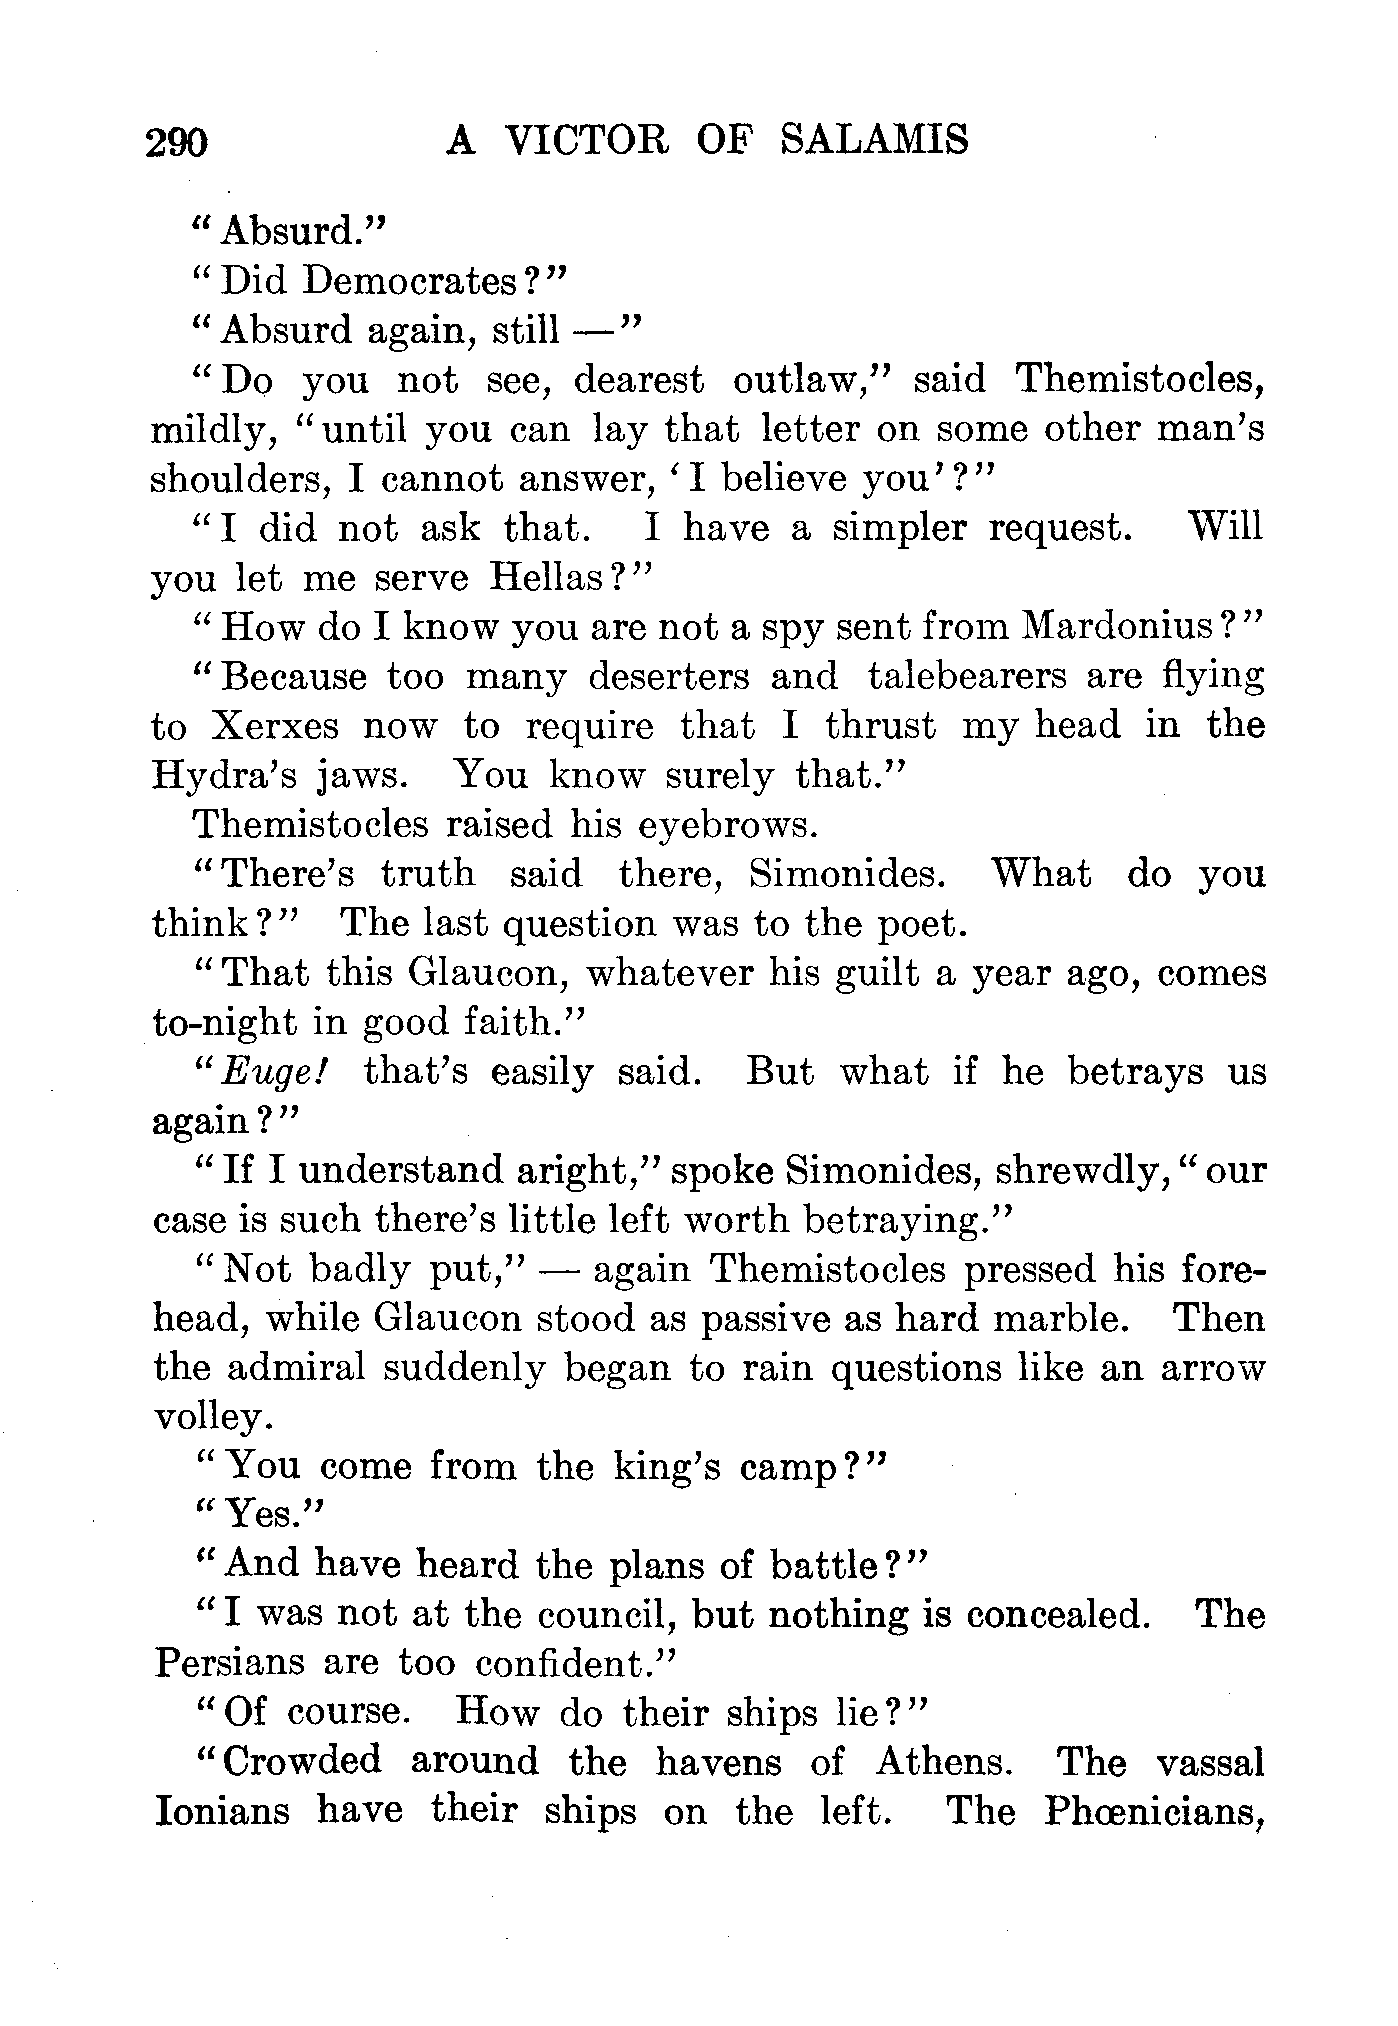 290 A VICTOR OF SALAMIS
"Absurd."
"Did Democrates?"
"Absurd again, still —"
"Do you not see, dearest outlaw," said Themistocles,
mildly, "until you can lay that letter on some other man's
shoulders, I cannot answer, 'I believe you'?"
"I did not ask that. I have a simpler request. Will
you let me serve Hellas?"
"How do I know you are not a spy sent from Mardonius?"
"Because too many deserters and talebearers are flying
to Xerxes now to require that I thrust my head in the
Hydra's jaws. You know surely that."
Themistocles raised his eyebrows.
"There's truth said there, Simonides. What do you
think?" The last question was to the poet.
"That this Glaucon, whatever his guilt a year ago, comes
to-night in good faith."
"Euge! that's easily said. But what if he betrays us
again?"
"If I understand aright," spoke Simonides, shrewdly, "our
case is such there's little left worth betraying."
"Not badly put," — again Themistocles pressed his fore-
head, while Glaucon stood as passive as hard marble. Then
the admiral suddenly began to rain questions like an arrow
volley.
"You come from the king's camp?"
"Yes."
"And have heard the plans of battle?"
"I was not at the council, but nothing is concealed. The
Persians are too confident."
"Of course. How do their ships lie?"
"Crowded around the havens of Athens. The vassal
Ionians have their ships on the left. The Phœnicians,